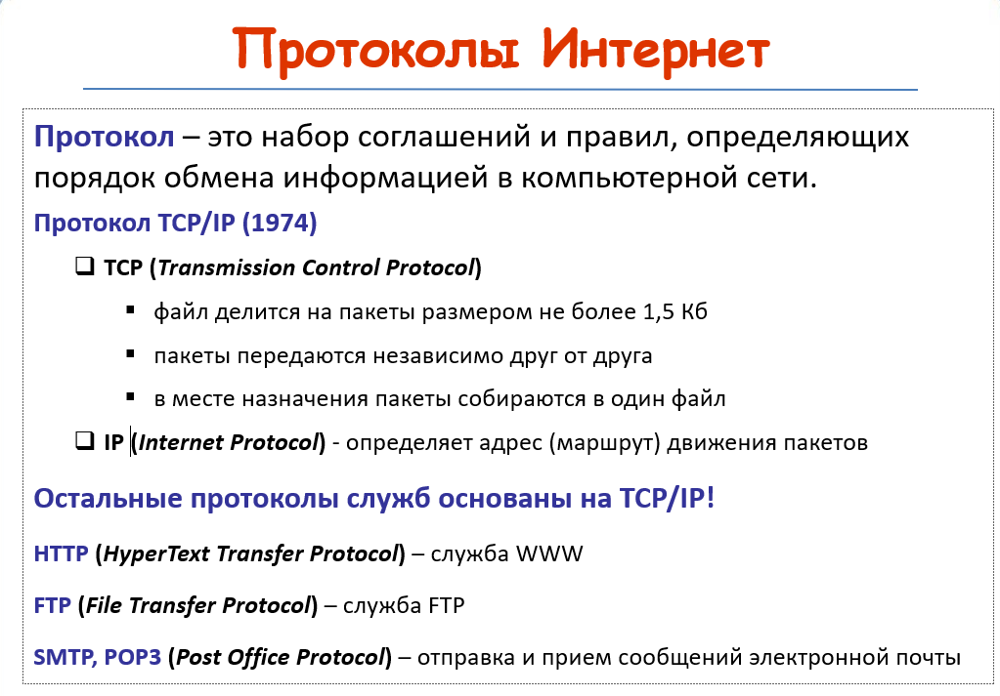 Протоколы Интернет
Протокол – это набор соглашений и правил, определяющих
порядок обмена информацией в компьютерной сети.
Протокол TCP/IP (1974)
❑ TCP (Transmission Control Protocol)
▪ файл делится на пакеты размером не более 1,5 Кб
▪ пакеты передаются независимо друг от друга
▪ в месте назначения пакеты собираются в один файл
❑ IP (Internet Protocol) - определяет адрес (маршрут) движения пакетов
Остальные протоколы служб основаны на TCP/IP!
HTTP (HyperText Transfer Protocol) – служба WWW
FTP (File Transfer Protocol) – служба FTP
SMTP, POP3 (Post Office Protocol) – отправка и прием сообщений электронной почты